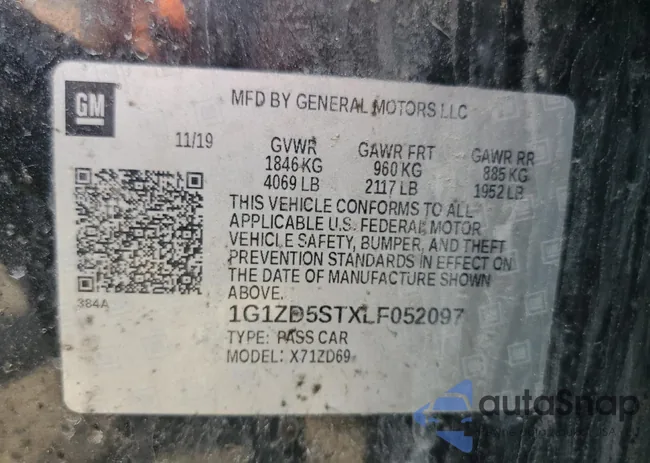 GM
MFD BY GENERAL MOTORS LLC
11/19
GVWR GAWR FRT GAWR RR
1846 KG 960 KG 885 KG
4069 LB 2117 LB 1952 LB
THIS VEHICLE CONFORMS TO ALL
APPLICABLE U.S. FEDERAL MOTOR
VEHICLE SAFETY, BUMPER, AND THEFT
PREVENTION STANDARDS IN EFFECT ON
THE DATE OF MANUFACTURE SHOWN
ABOVE.
384A
1G1ZD5STXLF052097
TYPE: PASS CAR
MODEL: X71ZD69
autoSnap